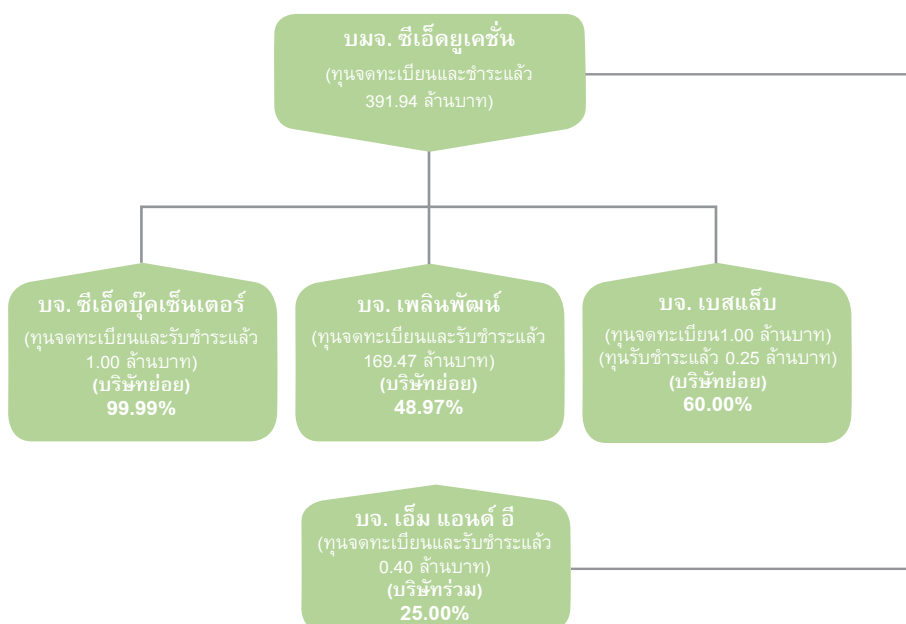 บมจ. ซีเอ็ดยูเคชั่น
(ทุนจดทะเบียนและชำระแล้ว
391.94 ล้านบาท)
บจ. ซีเอ็ดบุ๊คเซ็นเตอร์
(ทุนจดทะเบียนและรับชำระแล้ว
1.00 ล้านบาท)
(บริษัทย่อย)
99.99%
บจ. เพลินพัฒน์
(ทุนจดทะเบียนและรับชำระแล้ว
169.47 ล้านบาท)
(บริษัทย่อย)
48.97%
บจ. เบสแล็บ
(ทุนจดทะเบียน1.00 ล้านบาท)
(ทุนรับชำระแล้ว 0.25 ล้านบาท)
(บริษัทย่อย)
60.00%
บจ. เอ็ม แอนด์ อี
(ทุนจดทะเบียนและรับชำระแล้ว
0.40 ล้านบาท)
(บริษัทร่วม)
25.00%